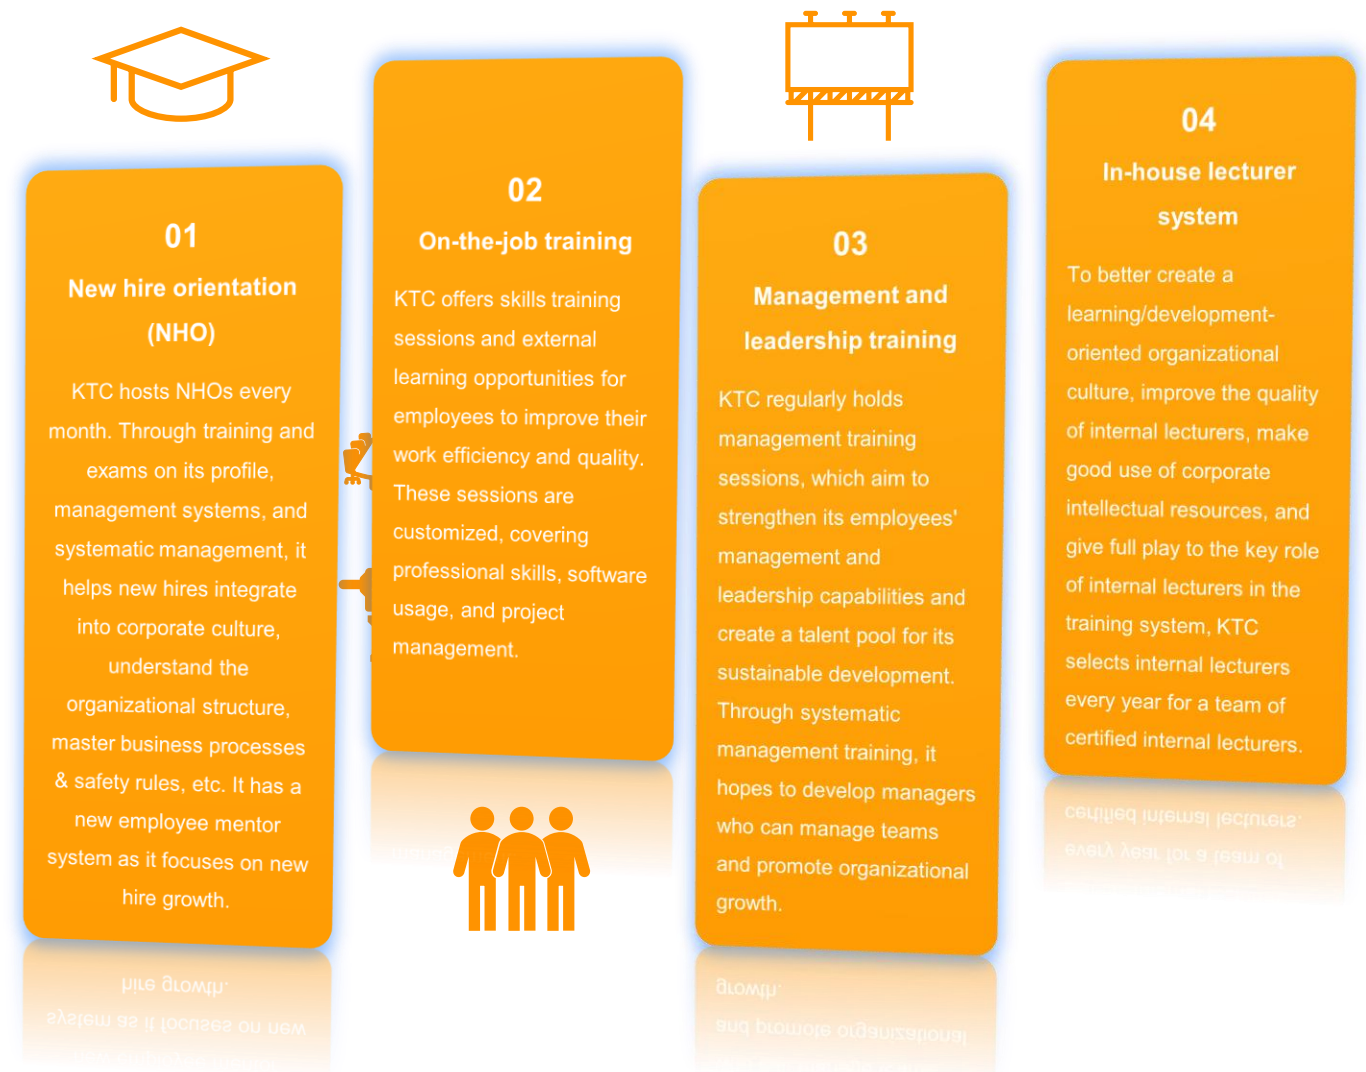 01
New hire orientation
(NHO)
KTC hosts NHOs every
month. Through training and
exams on its profile,
management systems, and
systematic management, it
helps new hires integrate
into corporate culture,
understand the
organizational structure,
master business processes
& safety rules, etc. It has a
new employee mentor
system as it focuses on new
hire growth.
02
On-the-job training
KTC offers skills training
sessions and external
learning opportunities for
employees to improve their
work efficiency and quality.
These sessions are
customized, covering
professional skills, software
usage, and project
management.
03
Management and
leadership training
KTC regularly holds
management training
sessions, which aim to
strengthen its employees'
management and
leadership capabilities and
create a talent pool for its
sustainable development.
Through systematic
management training, it
hopes to develop managers
who can manage teams
and promote organizational
growth.
04
In-house lecturer
system
To better create a
learning/development-
oriented organizational
culture, improve the quality
of internal lecturers, make
good use of corporate
intellectual resources, and
give full play to the key role
of internal lecturers in the
training system, KTC
selects internal lecturers
every year for a team of
certified internal lecturers.